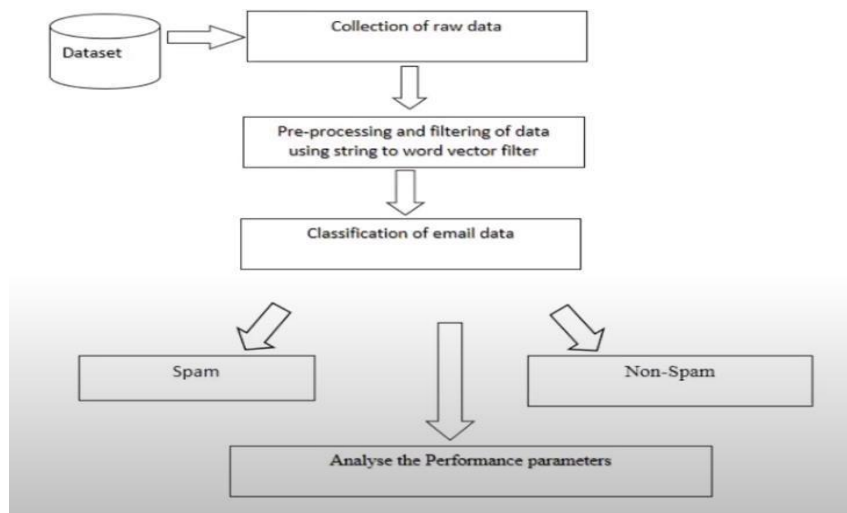 Dataset
Collection of raw data
Pre-processing and filtering of data
using string to word vector filter
Classification of email data
Spam
Non-Spam
Analyse the Performance parameters